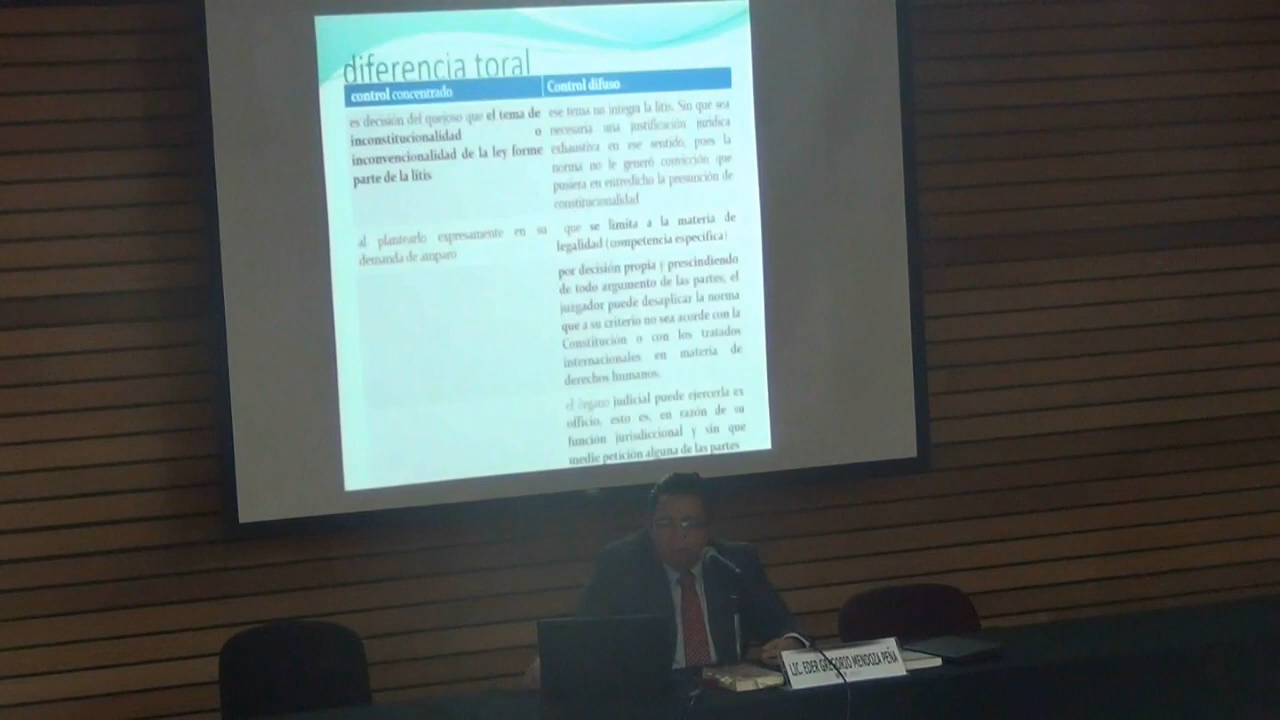 diferencia toral
control concentrado
es decisión del quejoso que el tema de
inconstitucionalidad o
inconvencionalidad de la ley forme
parte de la litis
al plantearlo expresamente en su
demanda de amparo
Control difuso
ese tema no integra la litis. Sin que sea
necesaria una justificación jurídica
exhaustiva en ese sentido, pues la
norma no le generó convicción que
pusiera en entredicho la presunción de
constitucionalidad
que se limita a la materia de
legalidad (competencia específica)
por decisión propia y prescindiendo
de todo argumento de las partes, el
juzgador puede desaplicar la norma
que a su criterio no sea acorde con la
Constitución o con los tratados
internacionales en materia de
derechos humanos.
el órgano judicial puede ejercerla ex
officio, esto es, en razón de su
función jurisdiccional y sin que
medie petición alguna de las partes
LIC. EDER GREGORIO MENDOZA PEÑA